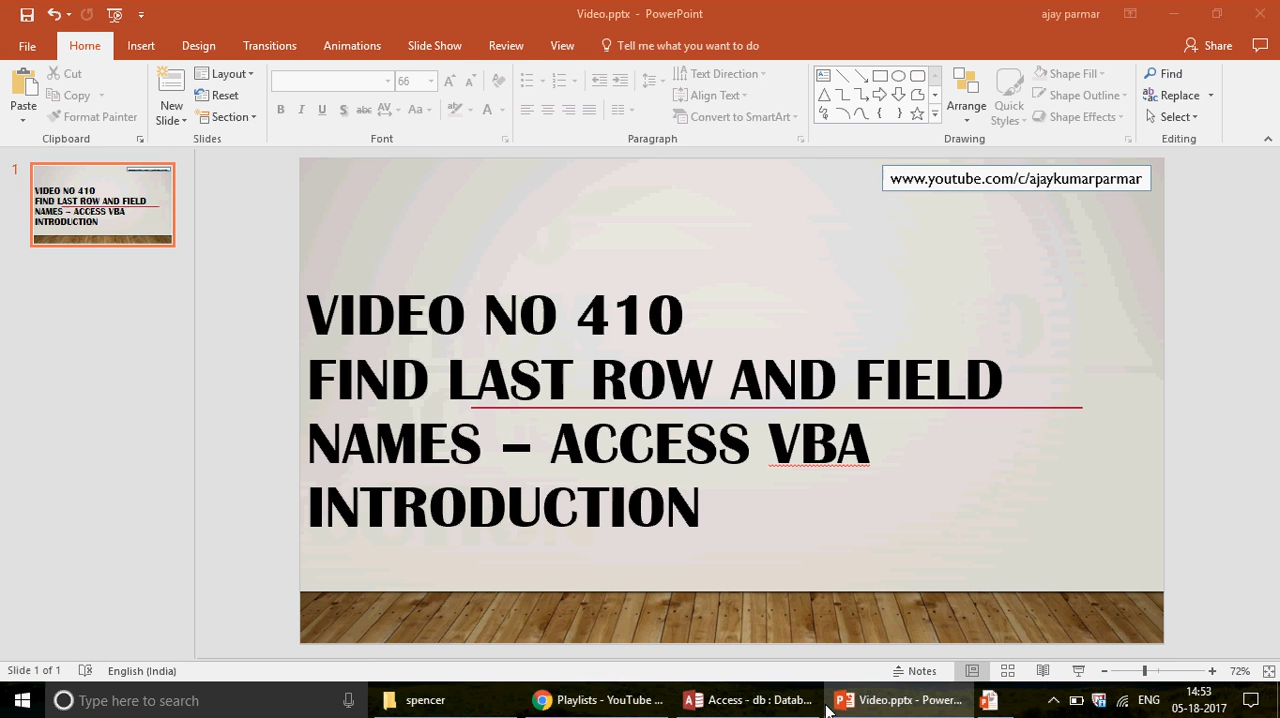 Video.pptx - PowerPoint
ajay parmar
File Home Insert Design Transitions Animations Slide Show Review View Tell me what you want to do Share
Paste
Cut
Copy
Format Painter
Clipboard
New
Slide
Layout
Reset
Section
Slides
66
B I U S abc AV Aa A
Font
Text Direction
Align Text
Convert to SmartArt
Paragraph
Arrange
Quick
Styles
Shape Fill
Shape Outline
Shape Effects
Drawing
Find
Replace
Select
Editing
1
VIDEO NO 410
FIND LAST ROW AND FIELD
NAMES – ACCESS VBA
INTRODUCTION
www.youtube.com/c/ajaykumarparmar
VIDEO NO 410
FIND LAST ROW AND FIELD
NAMES – ACCESS VBA
INTRODUCTION
Slide 1 of 1 English (India) Notes 72%
Type here to search spencer Playlists - YouTube ... Access - db : Datab... Video.pptx - Power... ENG 14:53
05-18-2017